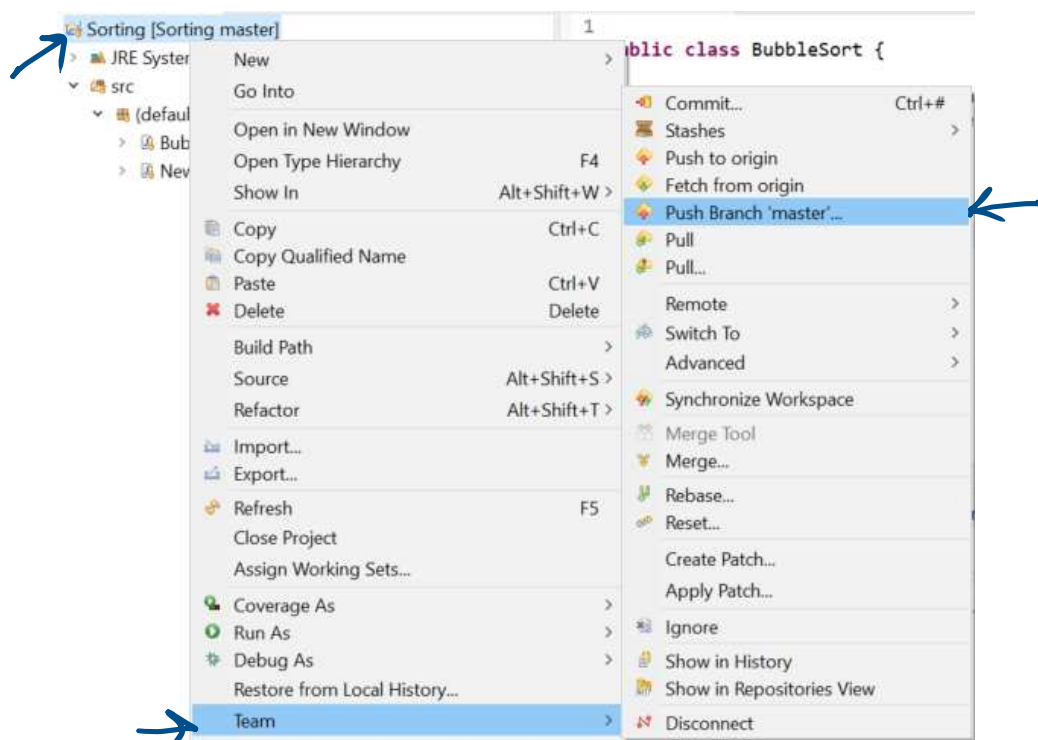 Sorting [Sorting master]
JRE Syster
src
(defaul
Bub
New
1
ublic class BubbleSort {
New
Go Into
Open in New Window
Open Type Hierarchy F4
Show In Alt+Shift+W >
Copy Ctrl+C
Copy Qualified Name
Paste Ctrl+V
Delete Delete
Build Path >
Source Alt+Shift+S >
Refactor Alt+Shift+T >
Import...
Export...
Refresh F5
Close Project
Assign Working Sets...
Coverage As >
Run As >
Debug As >
Restore from Local History...
Team >
Commit... Ctrl+#
Stashes >
Push to origin
Fetch from origin
Push Branch 'master'...
Pull
Pull...
Remote >
Switch To >
Advanced >
Synchronize Workspace
Merge Tool
Merge...
Rebase...
Reset...
Create Patch...
Apply Patch...
Ignore
Show in History
Show in Repositories View
Disconnect